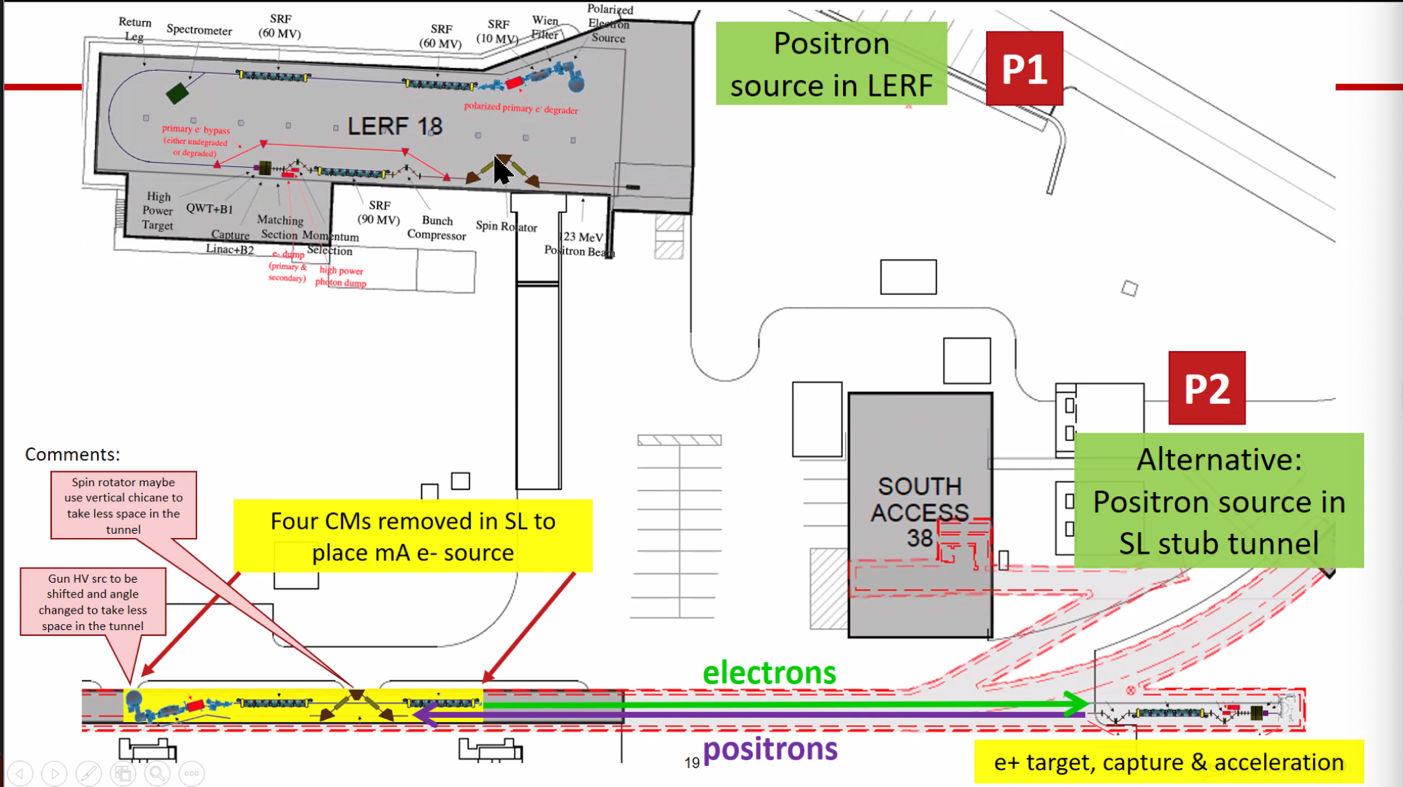 Return
Leg
Spectrometer
SRF
(60 MV)
SRF
(60 MV)
SRF
(10 MV)
Wien
Filter
Polarized
Electron
Source
Positron
source in LERF
P1
polarized primary e- degrader
LERF 18
primary e- bypass
(either undegraded
or degraded)
High
Power
Target
QWT+B1
Capture
Linac+B2
Matching
Section
Momentum
Selection
SRF
(90 MV)
Bunch
Compressor
Spin Rotator
123 MeV
Positron Beam
e- dump
(primary &
secondary)
high power
photon dump
P2
Alternative:
Positron source in
SL stub tunnel
SOUTH
ACCESS
38
Comments:
Spin rotator maybe
use vertical chicane to
take less space in the
tunnel
Four CMs removed in SL to
place mA e- source
Gun HV src to be
shifted and angle
changed to take less
space in the tunnel
electrons
positrons
19
e+ target, capture & acceleration